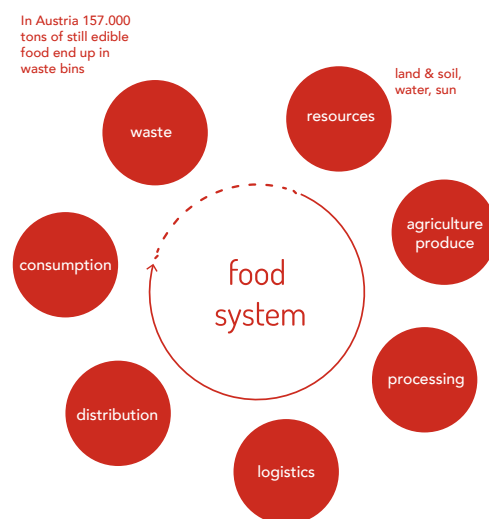 In Austria 157.000
tons of still edible
food end up in
waste bins
land & soil,
water, sun
waste
resources
agriculture
produce
consumption
food
system
processing
distribution
logistics